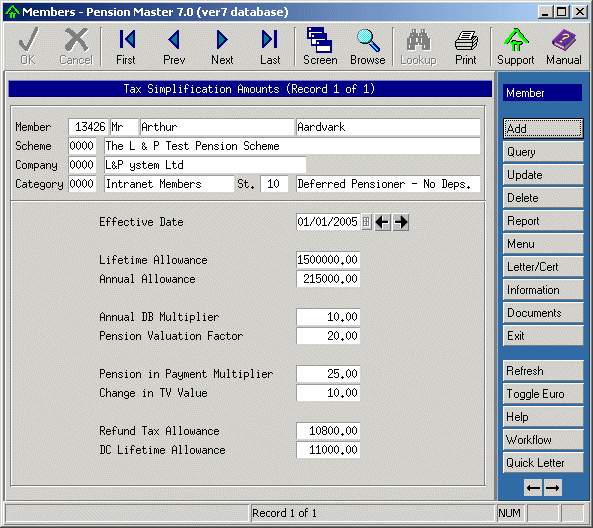 Members - Pension Master 7.0 (ver7 database)
OK Cancel First Prev Next Last Screen Browse Lookup Print Support Manual
Tax Simplification Amounts (Record 1 of 1)
Member 13426 Mr Arthur Aardvark
Scheme 0000 The L & P Test Pension Scheme
Company 0000 L&P ystem Ltd
Category 0000 Intranet Members St. 10 Deferred Pensioner - No Deps.
Effective Date 01/01/2005
Lifetime Allowance 1500000.00
Annual Allowance 215000.00
Annual DB Multiplier 10.00
Pension Valuation Factor 20.00
Pension in Payment Multiplier 25.00
Change in TV Value 10.00
Refund Tax Allowance 10800.00
DC Lifetime Allowance 11000.00
Member
Add
Query
Update
Delete
Report
Menu
Letter/Cert
Information
Documents
Exit
Refresh
Toggle Euro
Help
Workflow
Quick Letter
Record 1 of 1 NUM